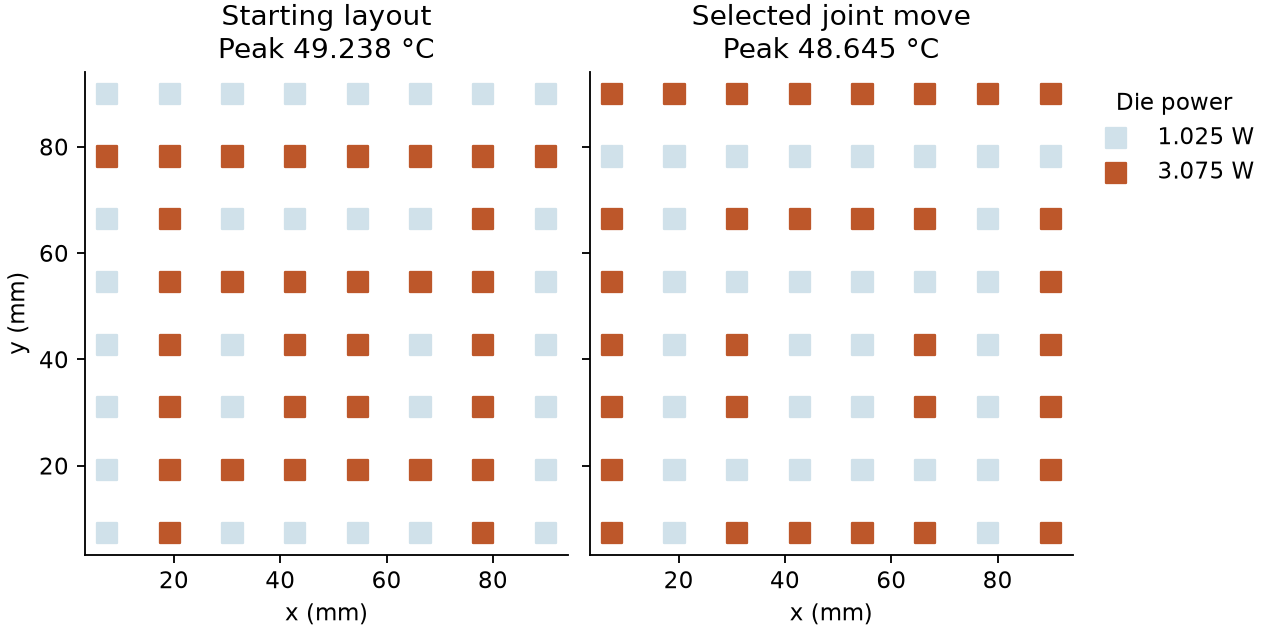 Starting layout
Peak 49.238 °C
Selected joint move
Peak 48.645 °C
Die power
1.025 W
3.075 W
80
60
40
20
y (mm)
20 40 60 80
20 40 60 80
x (mm)
x (mm)